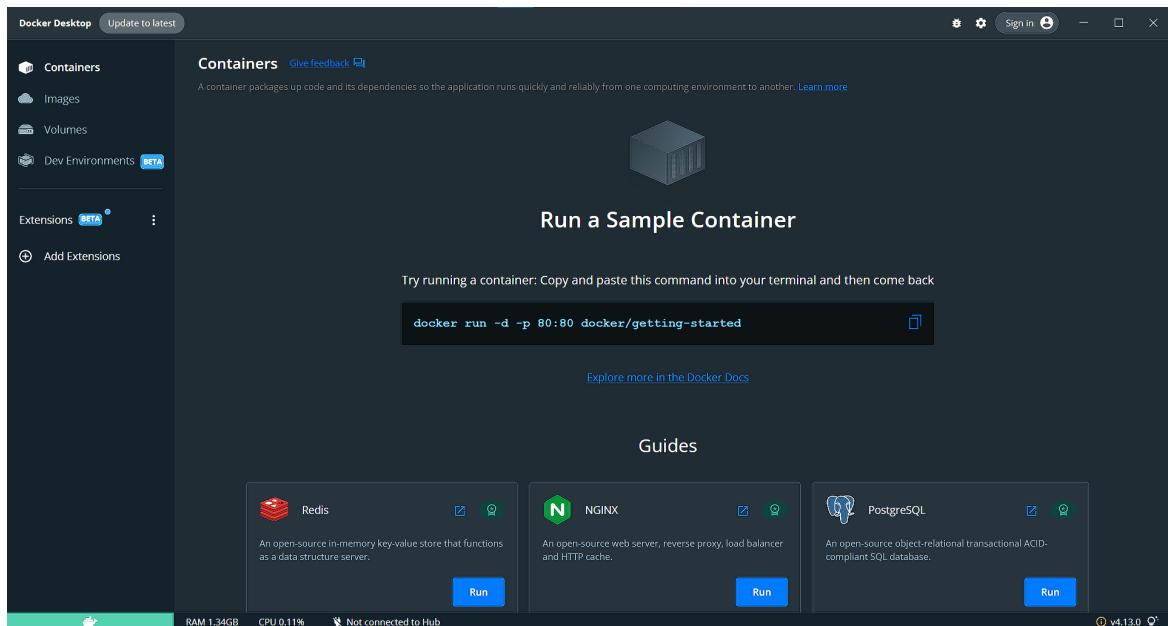 Docker Desktop Update to latest Sign in
Containers
Images
Volumes
Dev Environments BETA
Extensions BETA
Add Extensions
Containers Give feedback
A container packages up code and its dependencies so the application runs quickly and reliably from one computing environment to another. Learn more
Run a Sample Container
Try running a container: Copy and paste this command into your terminal and then come back
docker run -d -p 80:80 docker/getting-started
Explore more in the Docker Docs
Guides
Redis
An open-source in-memory key-value store that functions
as a data structure server.
Run
N NGINX
An open-source web server, reverse proxy, load balancer
and HTTP cache.
Run
PostgreSQL
An open-source object-relational transactional ACID-
compliant SQL database.
Run
RAM 1.34GB CPU 0.11% Not connected to Hub v4.13.0